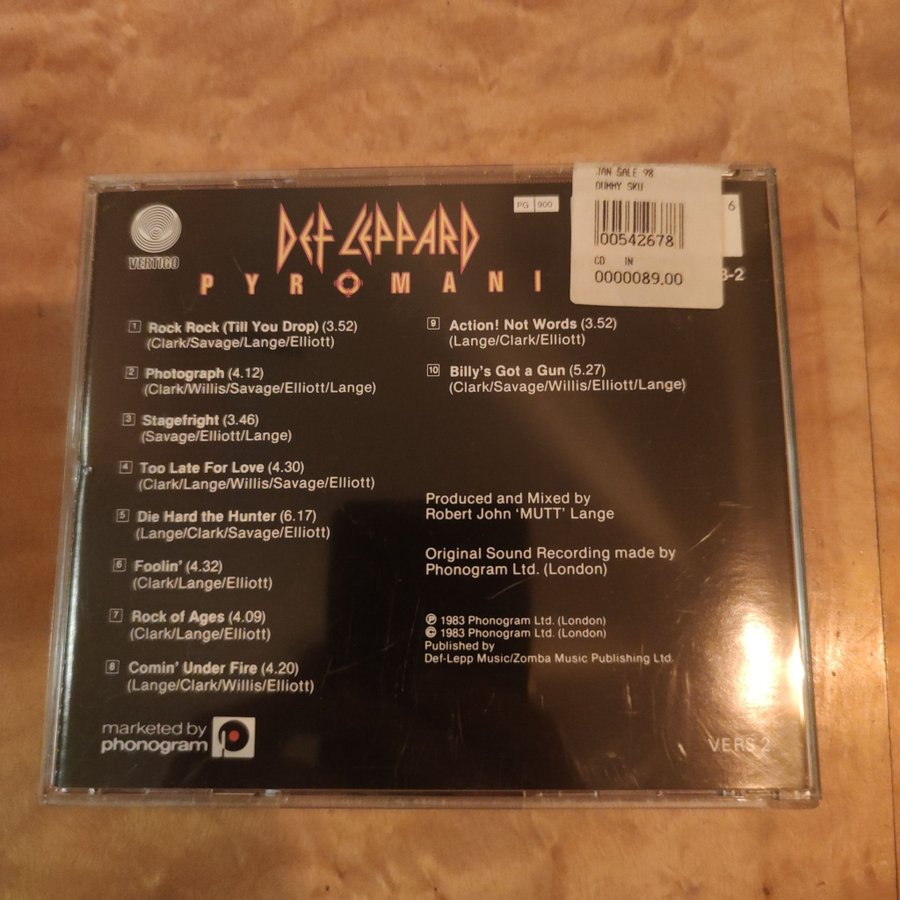 JAN SALE 98
DUMMY SKU
00542678
CD IN
0000089.00
PG 900
6
8-2
VERTIGO
DEF LEPPARD
PYROMANI
1 Rock Rock (Till You Drop) (3.52)
(Clark/Savage/Lange/Elliott)
2 Photograph (4.12)
(Clark/Willis/Savage/Elliott/Lange)
3 Stagefright (3.46)
(Savage/Elliott/Lange)
4 Too Late For Love (4.30)
(Clark/Lange/Willis/Savage/Elliott)
5 Die Hard the Hunter (6.17)
(Lange/Clark/Savage/Elliott)
6 Foolin' (4.32)
(Clark/Lange/Elliott)
7 Rock of Ages (4.09)
(Clark/Lange/Elliott)
8 Comin' Under Fire (4.20)
(Lange/Clark/Willis/Elliott)
9 Action! Not Words (3.52)
(Lange/Clark/Elliott)
10 Billy's Got a Gun (5.27)
(Clark/Savage/Willis/Elliott/Lange)
Produced and Mixed by
Robert John 'MUTT' Lange
Original Sound Recording made by
Phonogram Ltd. (London)
℗ 1983 Phonogram Ltd. (London)
© 1983 Phonogram Ltd. (London)
Published by
Def-Lepp Music/Zomba Music Publishing Ltd.
marketed by
phonogram
VERS 2